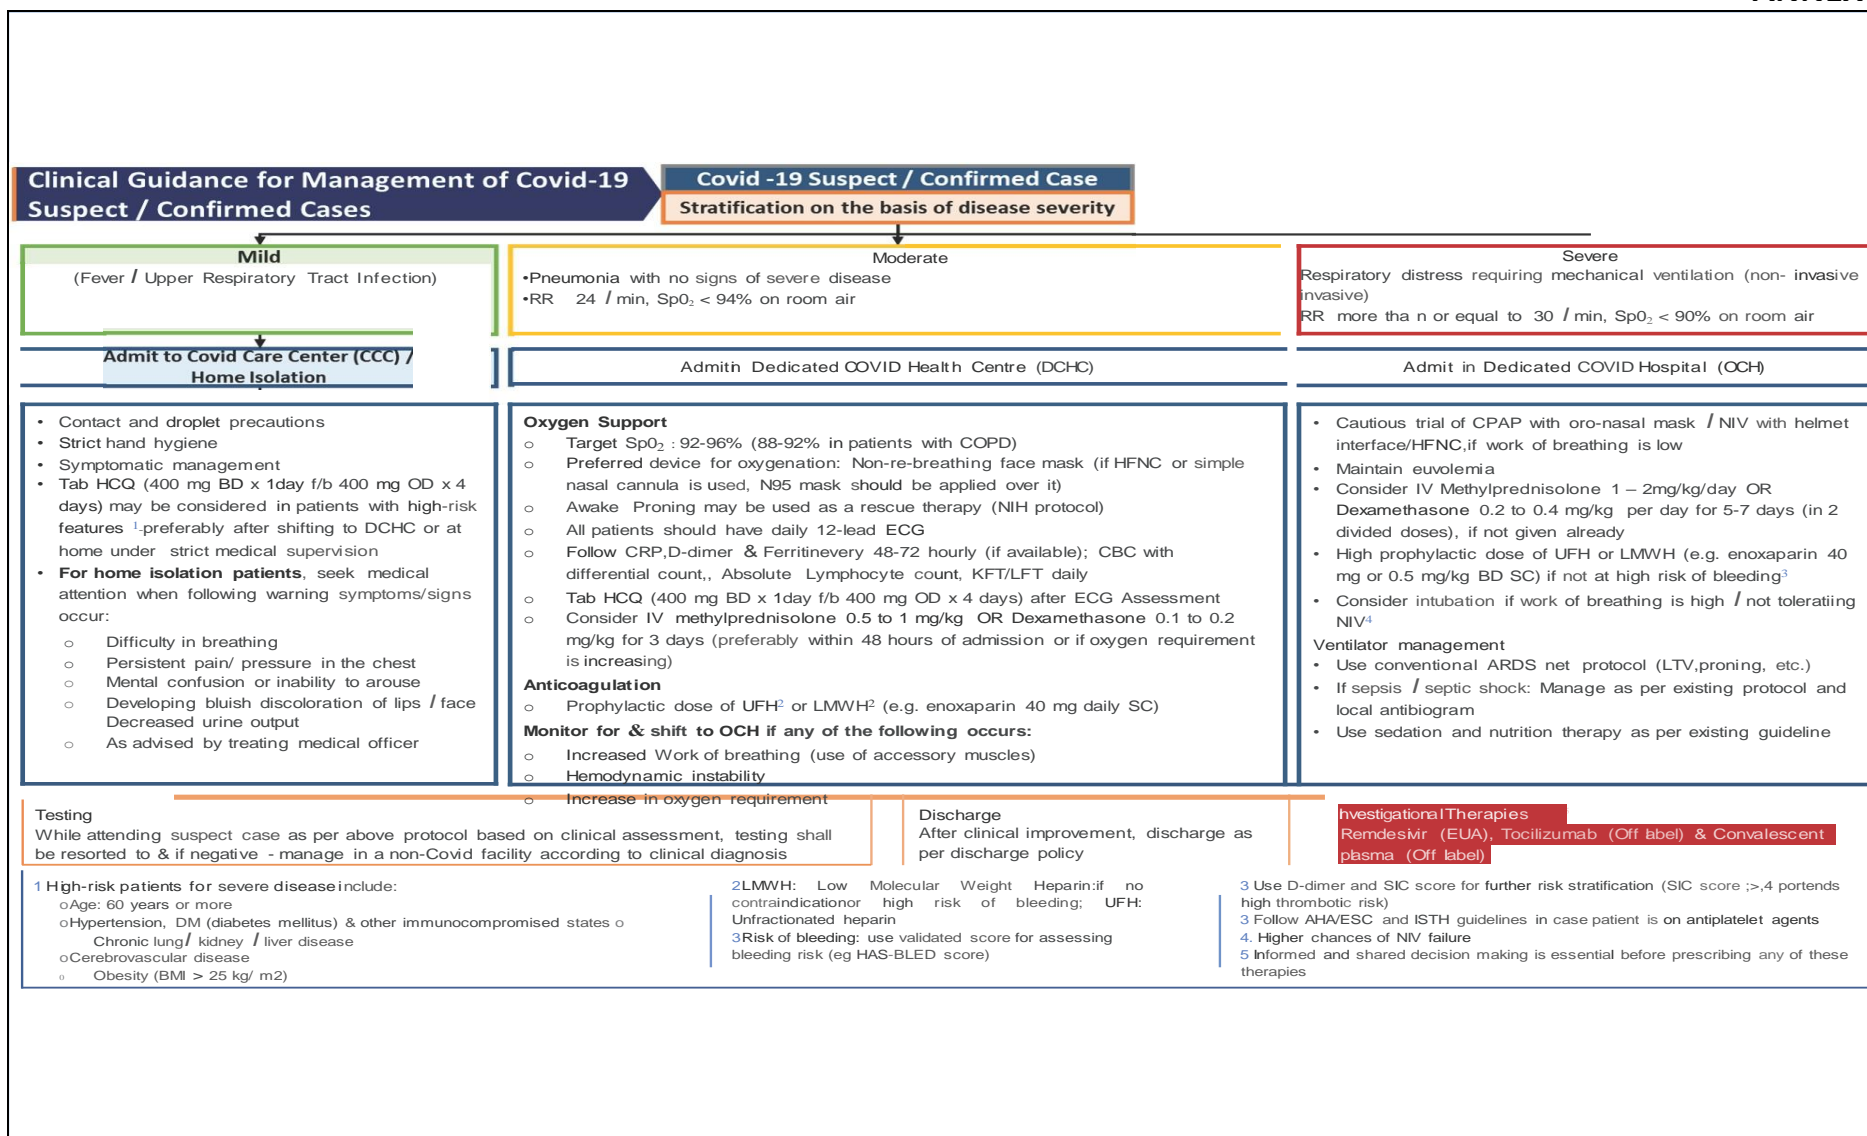 Clinical Guidance for Management of Covid-19
Suspect / Confirmed Cases
Covid -19 Suspect / Confirmed Case
Stratification on the basis of disease severity
Mild
(Fever / Upper Respiratory Tract Infection)
Moderate
•Pneumonia with no signs of severe disease
•RR 24 / min, Sp0₂ < 94% on room air
Severe
Respiratory distress requiring mechanical ventilation (non- invasive
invasive)
RR more tha n or equal to 30 / min, Sp0₂ < 90% on room air
Admit to Covid Care Center (CCC) /
Home Isolation
Admitin Dedicated COVID Health Centre (DCHC)
Admit in Dedicated COVID Hospital (OCH)
• Contact and droplet precautions
• Strict hand hygiene
• Symptomatic management
• Tab HCQ (400 mg BD x 1day f/b 400 mg OD x 4
days) may be considered in patients with high-risk
features ¹-preferably after shifting to DCHC or at
home under strict medical supervision
• For home isolation patients, seek medical
attention when following warning symptoms/signs
occur:
o Difficulty in breathing
o Persistent pain/ pressure in the chest
o Mental confusion or inability to arouse
o Developing bluish discoloration of lips / face
Decreased urine output
o As advised by treating medical officer
Oxygen Support
o Target Sp0₂ : 92-96% (88-92% in patients with COPD)
o Preferred device for oxygenation: Non-re-breathing face mask (if HFNC or simple
nasal cannula is used, N95 mask should be applied over it)
o Awake Proning may be used as a rescue therapy (NIH protocol)
o All patients should have daily 12-lead ECG
o Follow CRP,D-dimer & Ferritinevery 48-72 hourly (if available); CBC with
differential count,, Absolute Lymphocyte count, KFT/LFT daily
o Tab HCQ (400 mg BD x 1day f/b 400 mg OD x 4 days) after ECG Assessment
o Consider IV methylprednisolone 0.5 to 1 mg/kg OR Dexamethasone 0.1 to 0.2
mg/kg for 3 days (preferably within 48 hours of admission or if oxygen requirement
is increasing)
Anticoagulation
o Prophylactic dose of UFH² or LMWH² (e.g. enoxaparin 40 mg daily SC)
Monitor for & shift to OCH if any of the following occurs:
o Increased Work of breathing (use of accessory muscles)
o Hemodynamic instability
o Increase in oxygen requirement
• Cautious trial of CPAP with oro-nasal mask / NIV with helmet
interface/HFNC,if work of breathing is low
• Maintain euvolemia
• Consider IV Methylprednisolone 1 – 2mg/kg/day OR
Dexamethasone 0.2 to 0.4 mg/kg per day for 5-7 days (in 2
divided doses), if not given already
• High prophylactic dose of UFH or LMWH (e.g. enoxaparin 40
mg or 0.5 mg/kg BD SC) if not at high risk of bleeding³
• Consider intubation if work of breathing is high / not toleratiing
NIV⁴
Ventilator management
• Use conventional ARDS net protocol (LTV,proning, etc.)
• If sepsis / septic shock: Manage as per existing protocol and
local antibiogram
• Use sedation and nutrition therapy as per existing guideline
Testing
While attending suspect case as per above protocol based on clinical assessment, testing shall
be resorted to & if negative - manage in a non-Covid facility according to clinical diagnosis
Discharge
After clinical improvement, discharge as
per discharge policy
hvestigationalTherapies
Remdesivir (EUA), Tocilizumab (Off label) & Convalescent
plasma (Off label)
1 High-risk patients for severe disease include:
oAge: 60 years or more
oHypertension, DM (diabetes mellitus) & other immunocompromised states o
Chronic lung/ kidney / liver disease
oCerebrovascular disease
o Obesity (BMI > 25 kg/ m2)
2LMWH: Low Molecular Weight Heparin:if no
contraindicationor high risk of bleeding; UFH:
Unfractionated heparin
3Risk of bleeding: use validated score for assessing
bleeding risk (eg HAS-BLED score)
3 Use D-dimer and SIC score for further risk stratification (SIC score ;>,4 portends
high thrombotic risk)
3 Follow AHA/ESC and ISTH guidelines in case patient is on antiplatelet agents
4. Higher chances of NIV failure
5 Informed and shared decision making is essential before prescribing any of these
therapies